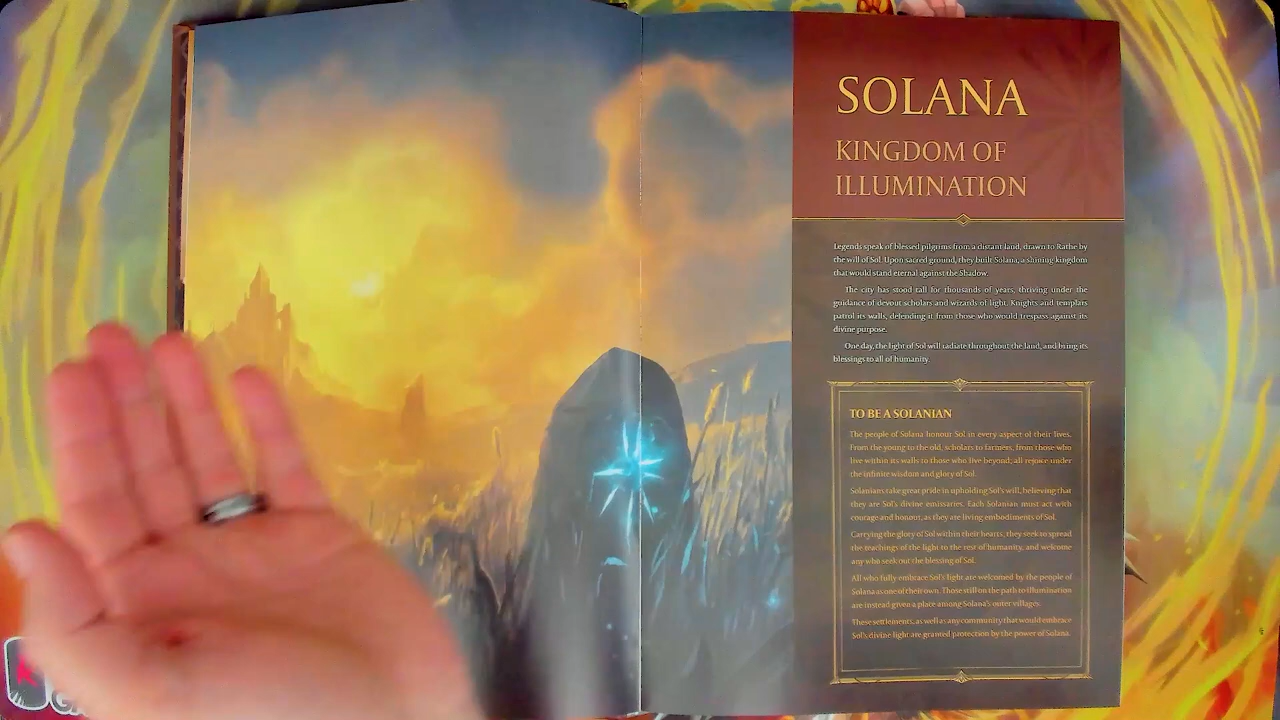 SOLANA
KINGDOM OF
ILLUMINATION
Legends speak of blessed pilgrims from a distant land, drawn to Rathe by
the will of Sol. Upon sacred ground, they built Solana, a shining kingdom
that would stand eternal against the Shadow.
The city has stood tall for thousands of years, thriving under the
guidance of devout scholars and wizards of light. Knights and templars
patrol its walls, defending it from those who would trespass against its
divine purpose.
One day, the light of Sol will radiate throughout the land, and bring its
blessings to all of humanity.
TO BE A SOLANIAN
The people of Solana honour Sol in every aspect of their lives.
From the young to the old, scholars to farmers, from those who
live within its walls to those who live beyond; all rejoice under
the infinite wisdom and glory of Sol.
Solanians take great pride in upholding Sol's will, believing that
they are Sol's divine emissaries. Each Solanian must act with
courage and honour, as they are living embodiments of Sol.
Carrying the glory of Sol within their hearts, they seek to spread
the teachings of the light to the rest of humanity, and welcome
any who seek out the blessing of Sol.
All who fully embrace Sol's light are welcomed by the people of
Solana as one of their own. Those still on the path to illumination
are instead given a place among Solana's outer villages.
These settlements, as well as any community that would embrace
Sol's divine light are granted protection by the power of Solana.